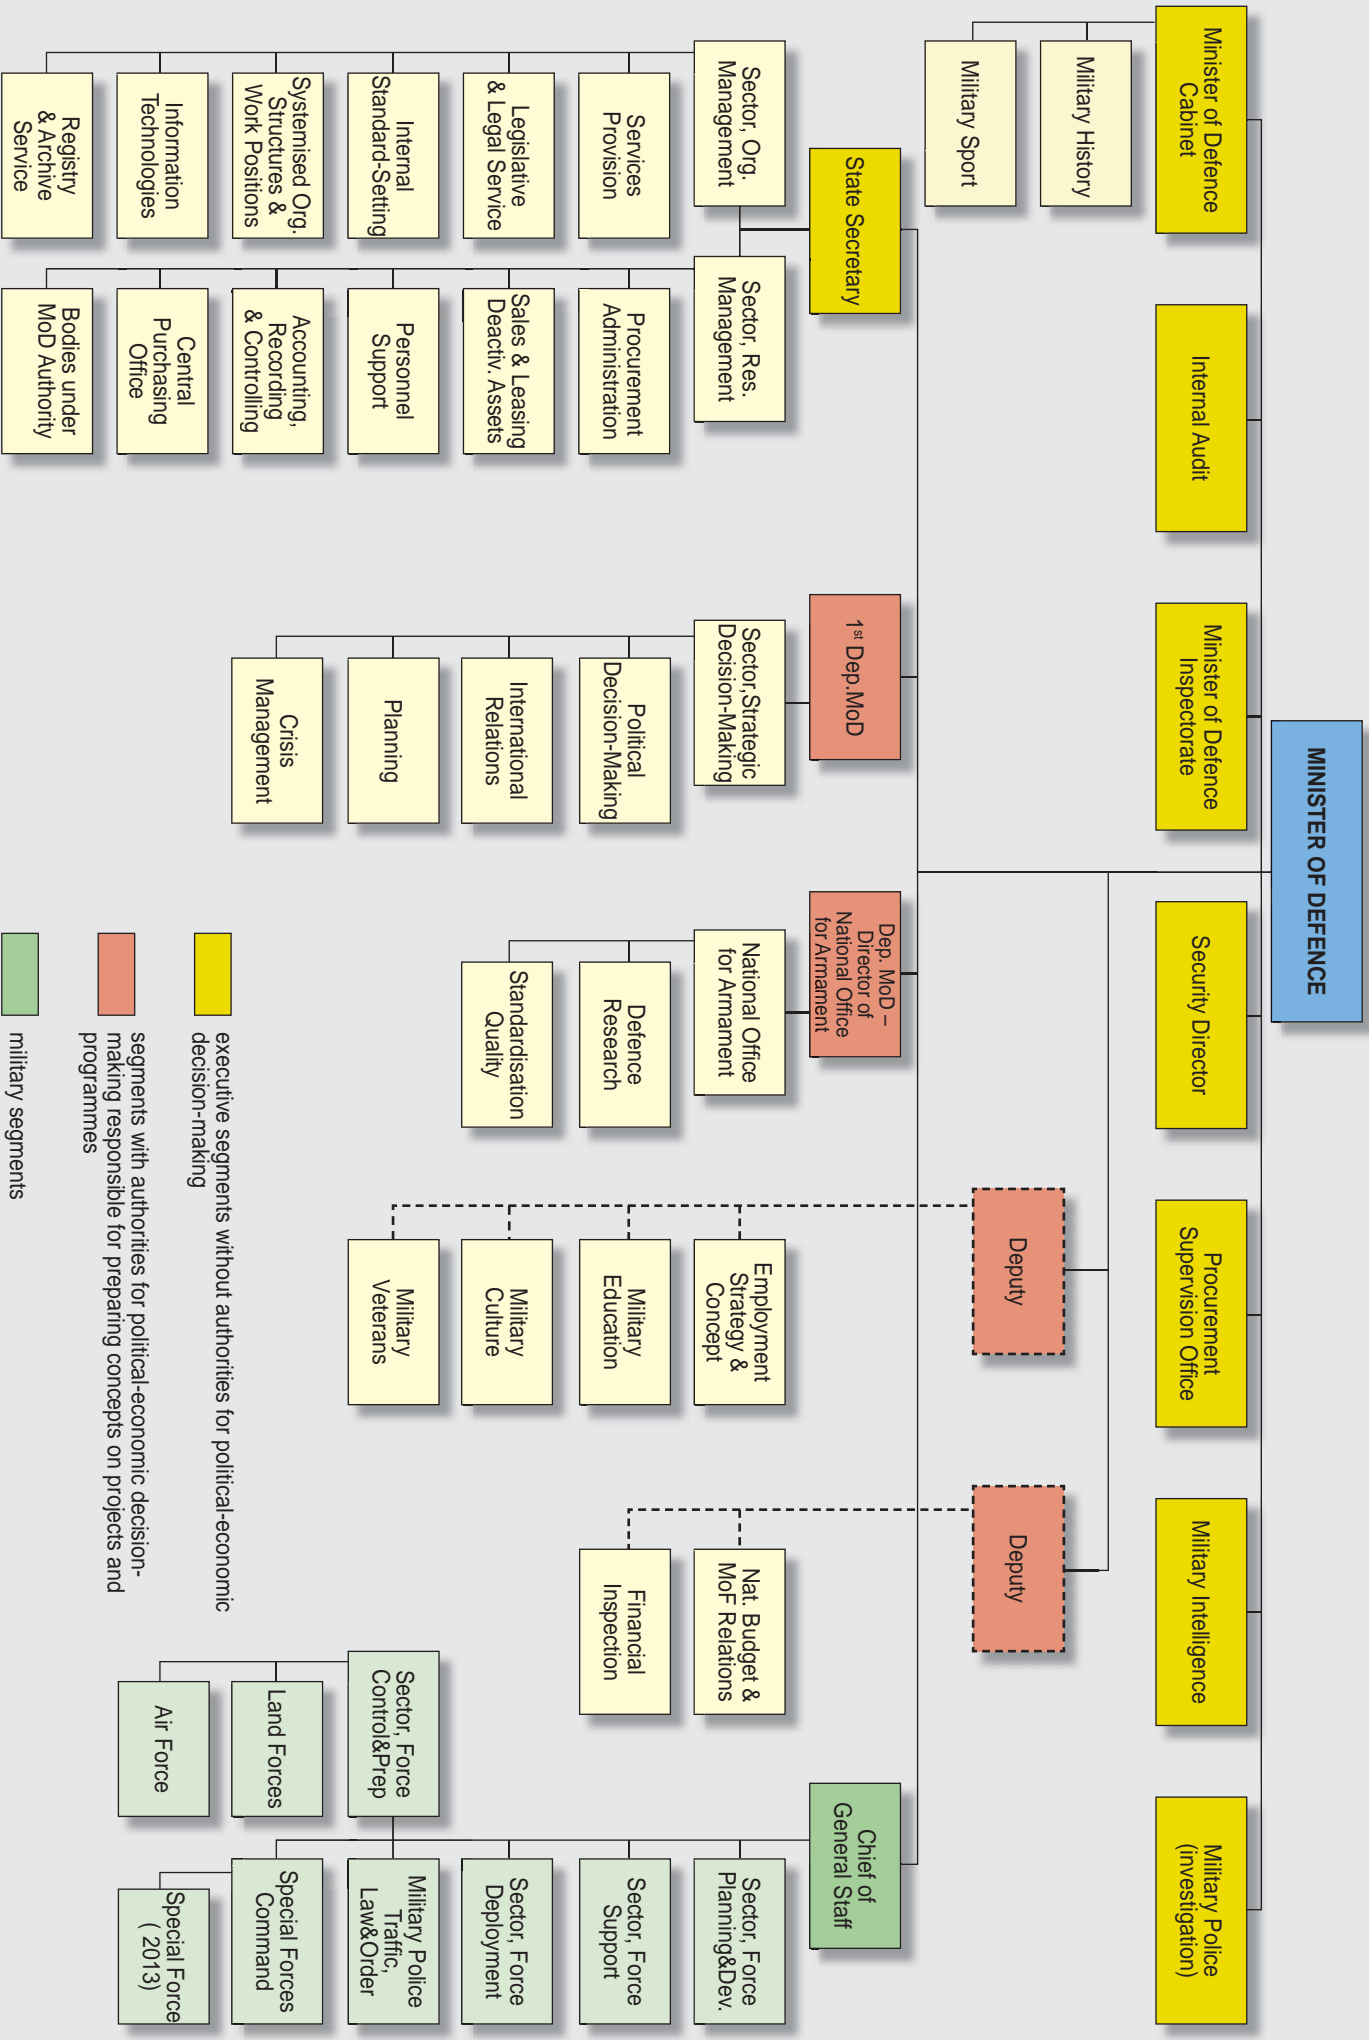 MINISTER OF DEFENCE
Minister of Defence
Cabinet
Internal Audit
Minister of Defence
Inspectorate
Security Director
Procurement
Supervision Office
Military Intelligence
Military Police
(investigation)
Military History
Military Sport
Deputy
Deputy
State Secretary
1st Dep.MoD
Dep. MoD –
Director of
National Office
for Armament
Chief of
General Staff
Sector, Org.
Management
Services
Provision
Legislative
& Legal Service
Internal
Standard-Setting
Systemised Org.
Structures &
Work Positions
Information
Technologies
Registry
& Archive
Service
Sector, Res.
Management
Procurement
Administration
Sales & Leasing
Deactiv. Assets
Personnel
Support
Accounting,
Recording
& Controlling
Central
Purchasing
Office
Bodies under
MoD Authority
Sector,Strategic
Decision-Making
Political
Decision-Making
International
Relations
Planning
Crisis
Management
National Office
for Armament
Defence
Research
Standardisation
Quality
Employment
Strategy &
Concept
Military
Education
Military
Culture
Military
Veterans
Nat. Budget &
MoF Relations
Financial
Inspection
Sector, Force
Planning&Dev.
Sector, Force
Support
Sector, Force
Deployment
Military Police
Traffic,
Law&Order
Special Forces
Command
Special Force
( 2013)
Sector, Force
Control&Prep
Land Forces
Air Force
executive segments without authorities for political-economic
decision-making
segments with authorities for political-economic decision-
making responsible for preparing concepts on projects and
programmes
military segments